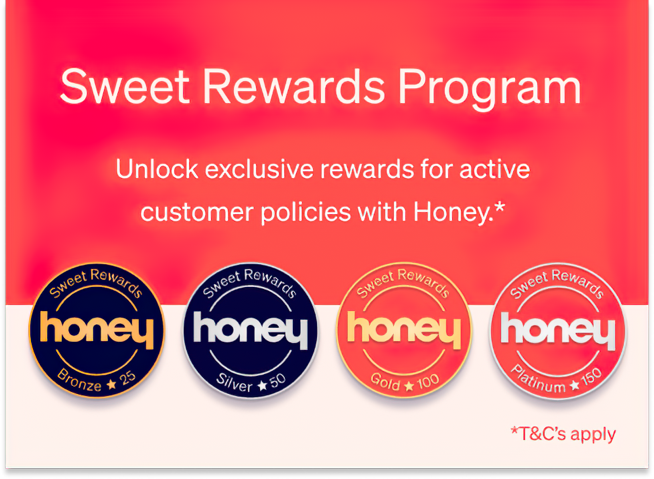 Sweet Rewards Program
Unlock exclusive rewards for active
customer policies with Honey.*
Sweet Rewards
honey
Bronze ★ 25
Sweet Rewards
honey
Silver ★ 50
Sweet Rewards
honey
Gold ★ 100
Sweet Rewards
honey
Platinum ★ 150
*T&C's apply